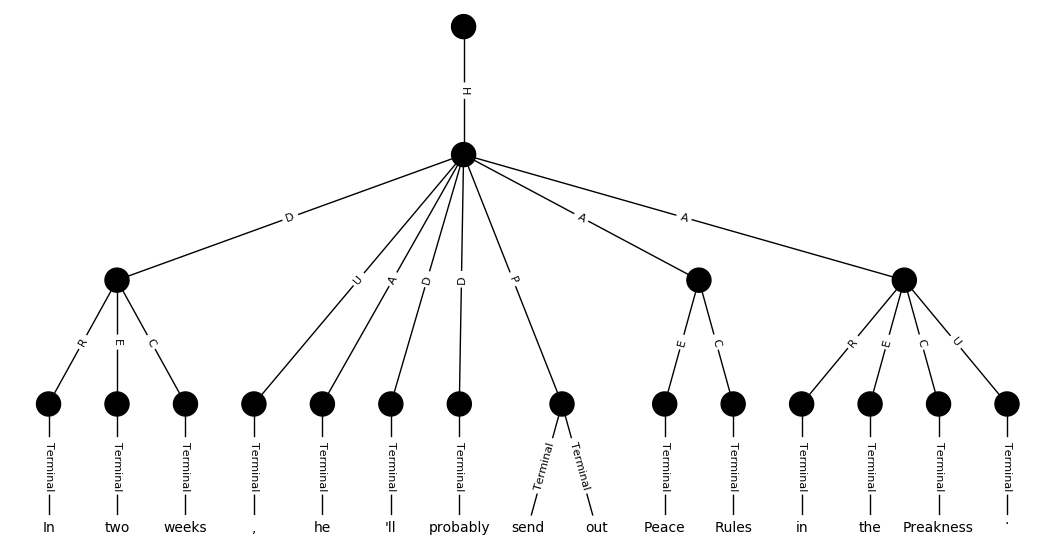 H
D U A D D P A A
R E C E C R E C U
Terminal Terminal Terminal Terminal Terminal Terminal Terminal Terminal Terminal Terminal Terminal Terminal Terminal Terminal Terminal
In two weeks , he 'll probably send out Peace Rules in the Preakness .